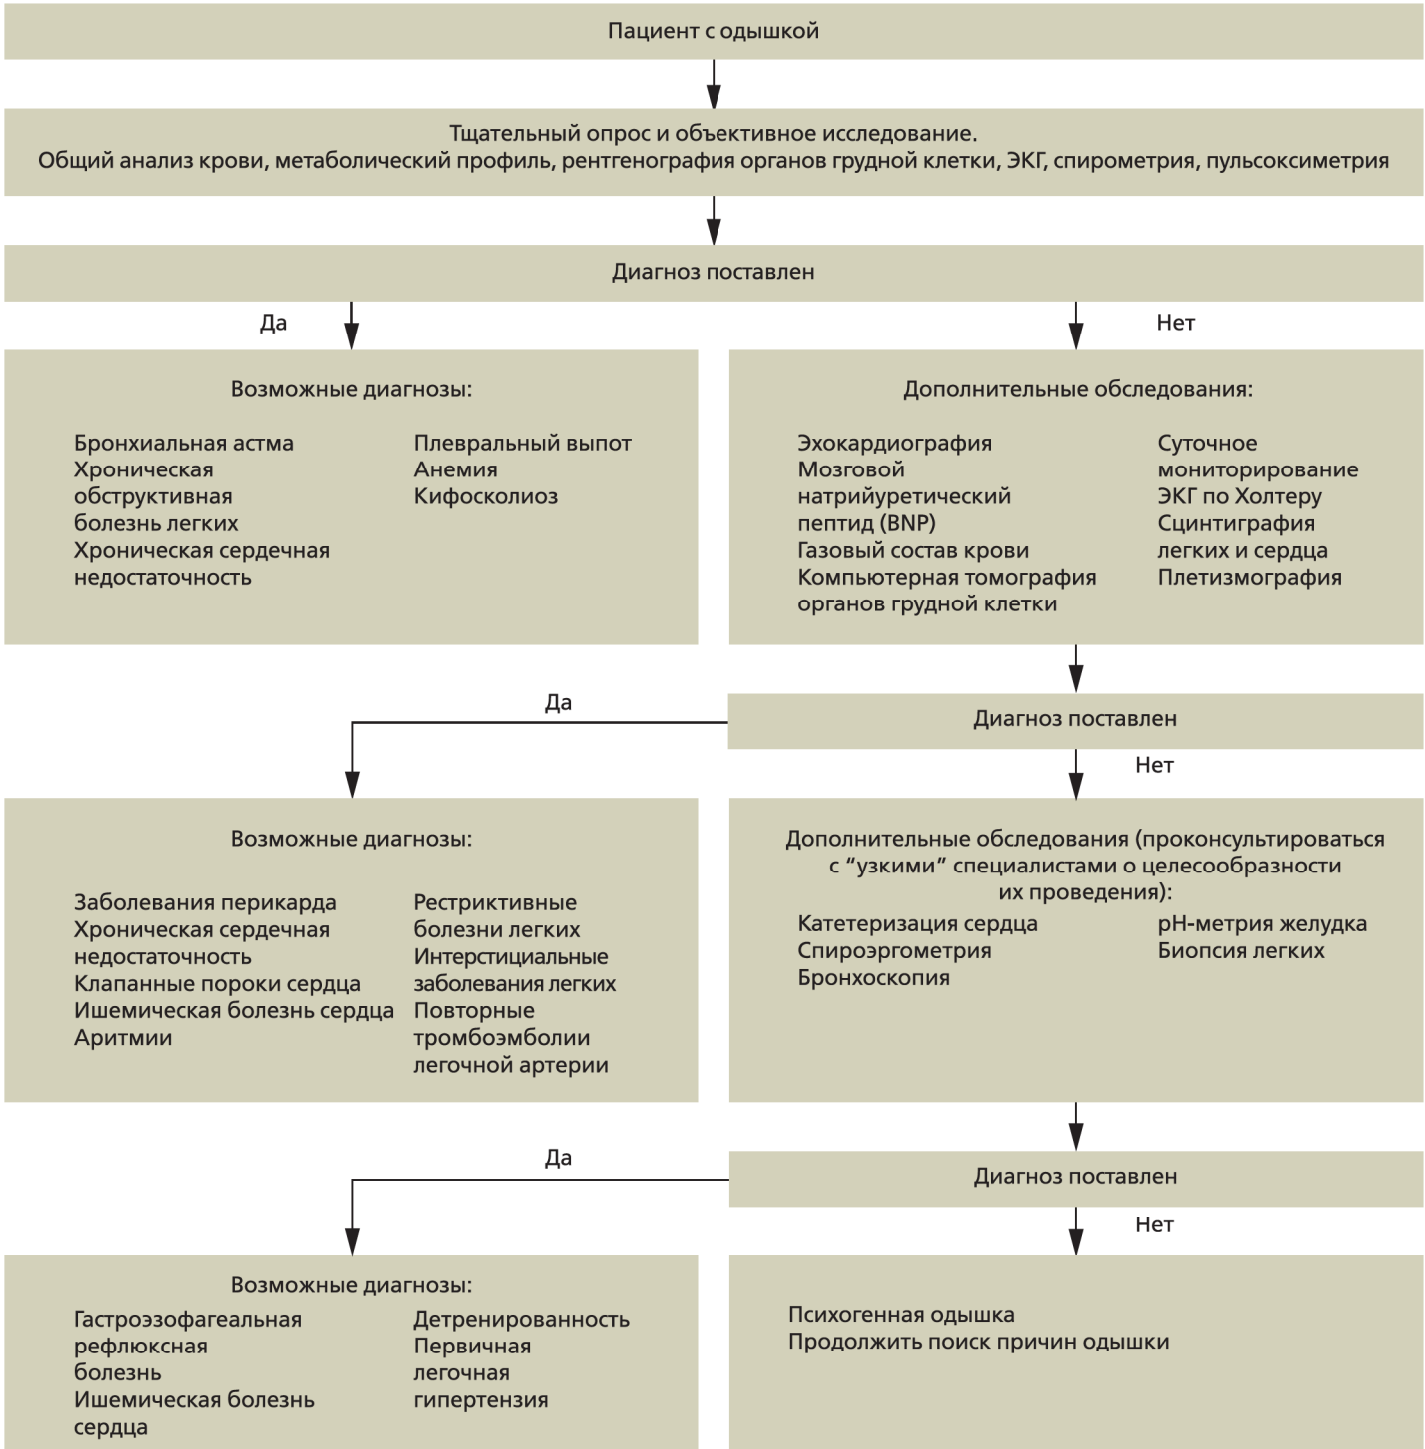 Пациент с одышкой
Тщательный опрос и объективное исследование.
Общий анализ крови, метаболический профиль, рентгенография органов грудной клетки, ЭКГ, спирометрия, пульсоксиметрия
Диагноз поставлен
Да
Нет
Возможные диагнозы:
Бронхиальная астма
Хроническая
обструктивная
болезнь легких
Хроническая сердечная
недостаточность
Плевральный выпот
Анемия
Кифосколиоз
Дополнительные обследования:
Эхокардиография
Мозговой
натрийуретический
пептид (BNP)
Газовый состав крови
Компьютерная томография
органов грудной клетки
Суточное
мониторирование
ЭКГ по Холтеру
Сцинтиграфия
легких и сердца
Плетизмография
Да
Диагноз поставлен
Нет
Возможные диагнозы:
Заболевания перикарда
Хроническая сердечная
недостаточность
Клапанные пороки сердца
Ишемическая болезнь сердца
Аритмии
Рестриктивные
болезни легких
Интерстициальные
заболевания легких
Повторные
тромбоэмболии
легочной артерии
Дополнительные обследования (проконсультироваться
с “узкими” специалистами о целесообразности
их проведения):
Катетеризация сердца
Спироэргометрия
Бронхоскопия
рН-метрия желудка
Биопсия легких
Да
Диагноз поставлен
Нет
Возможные диагнозы:
Гастроэзофагеальная
рефлюксная
болезнь
Ишемическая болезнь
сердца
Детренированность
Первичная
легочная
гипертензия
Психогенная одышка
Продолжить поиск причин одышки